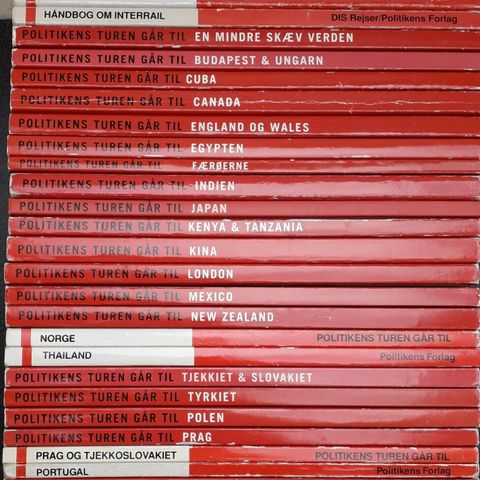 HÅNDBOG OM INTERRAIL DIS Rejser/Politikens Forlag
POLITIKENS TUREN GÅR TIL EN MINDRE SKÆV VERDEN
POLITIKENS TUREN GÅR TIL BUDAPEST & UNGARN
POLITIKENS TUREN GÅR TIL CUBA
POLITIKENS TUREN GÅR TIL CANADA
POLITIKENS TUREN GÅR TIL ENGLAND OG WALES
POLITIKENS TUREN GÅR TIL EGYPTEN
POLITIKENS TUREN GÅR TIL FÆRØERNE
POLITIKENS TUREN GÅR TIL INDIEN
POLITIKENS TUREN GÅR TIL JAPAN
POLITIKENS TUREN GÅR TIL KENYA & TANZANIA
POLITIKENS TUREN GÅR TIL KINA
POLITIKENS TUREN GÅR TIL LONDON
POLITIKENS TUREN GÅR TIL MEXICO
POLITIKENS TUREN GÅR TIL NEW ZEALAND
NORGE POLITIKENS TUREN GÅR TIL
THAILAND Politikens Forlag
POLITIKENS TUREN GÅR TIL TJEKKIET & SLOVAKIET
POLITIKENS TUREN GÅR TIL TYRKIET
POLITIKENS TUREN GÅR TIL POLEN
POLITIKENS TUREN GÅR TIL PRAG
PRAG OG TJEKKOSLOVAKIET POLITIKENS TUREN GÅR TIL
PORTUGAL Politikens Forlag